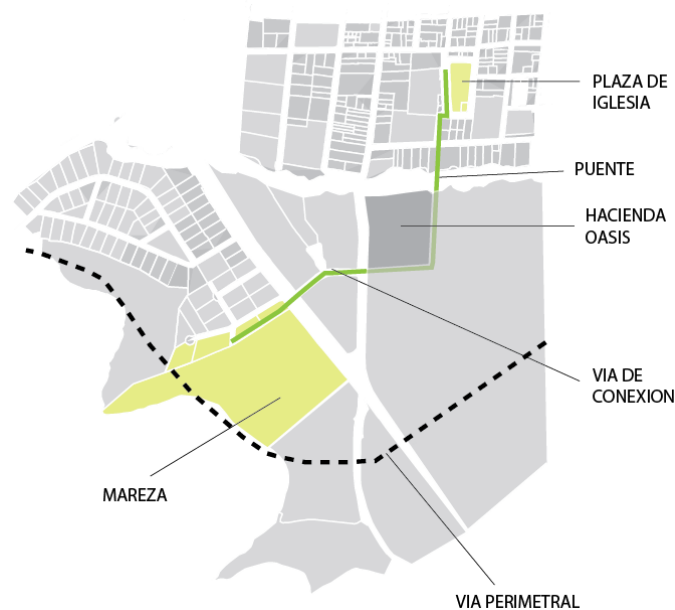 PLAZA DE
IGLESIA
PUENTE
HACIENDA
OASIS
VIA DE
CONEXION
MAREZA
VIA PERIMETRAL